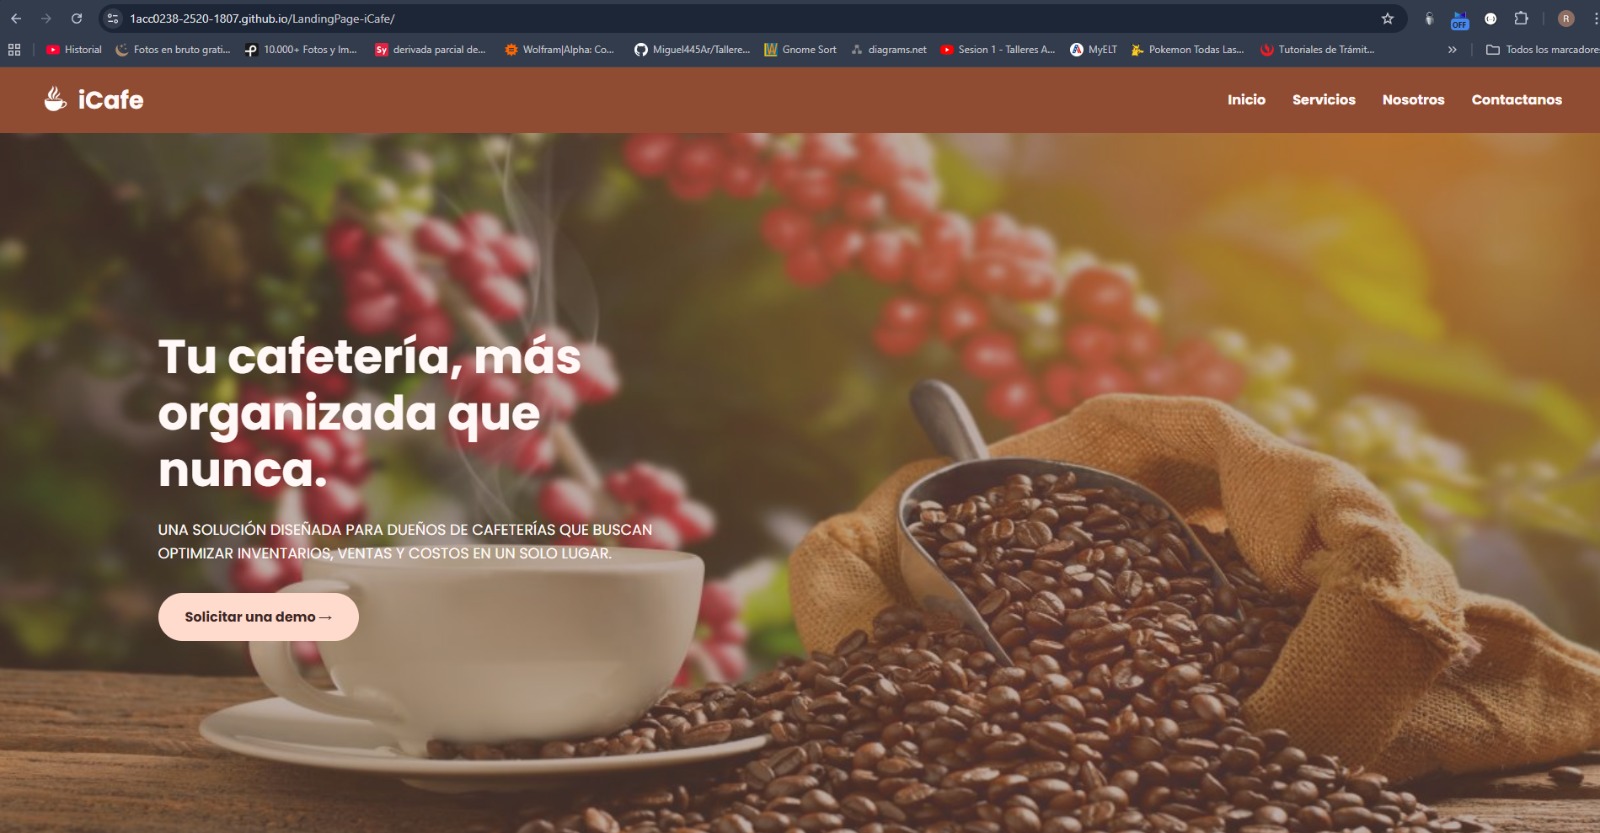 1acc0238-2520-1807.github.io/LandingPage-iCafe/
OFF
R
Historial
Fotos en bruto grati...
10.000+ Fotos y Im...
Sy
derivada parcial de...
Wolfram|Alpha: Co...
Miguel445Ar/Tallere...
Gnome Sort
diagrams.net
Sesion 1 - Talleres A...
MyELT
Pokemon Todas Las...
Tutoriales de Trámit...
»
Todos los marcadores
iCafe
Inicio
Servicios
Nosotros
Contactanos
Tu cafetería, más
organizada que
nunca.
UNA SOLUCIÓN DISEÑADA PARA DUEÑOS DE CAFETERÍAS QUE BUSCAN
OPTIMIZAR INVENTARIOS, VENTAS Y COSTOS EN UN SOLO LUGAR.
Solicitar una demo →